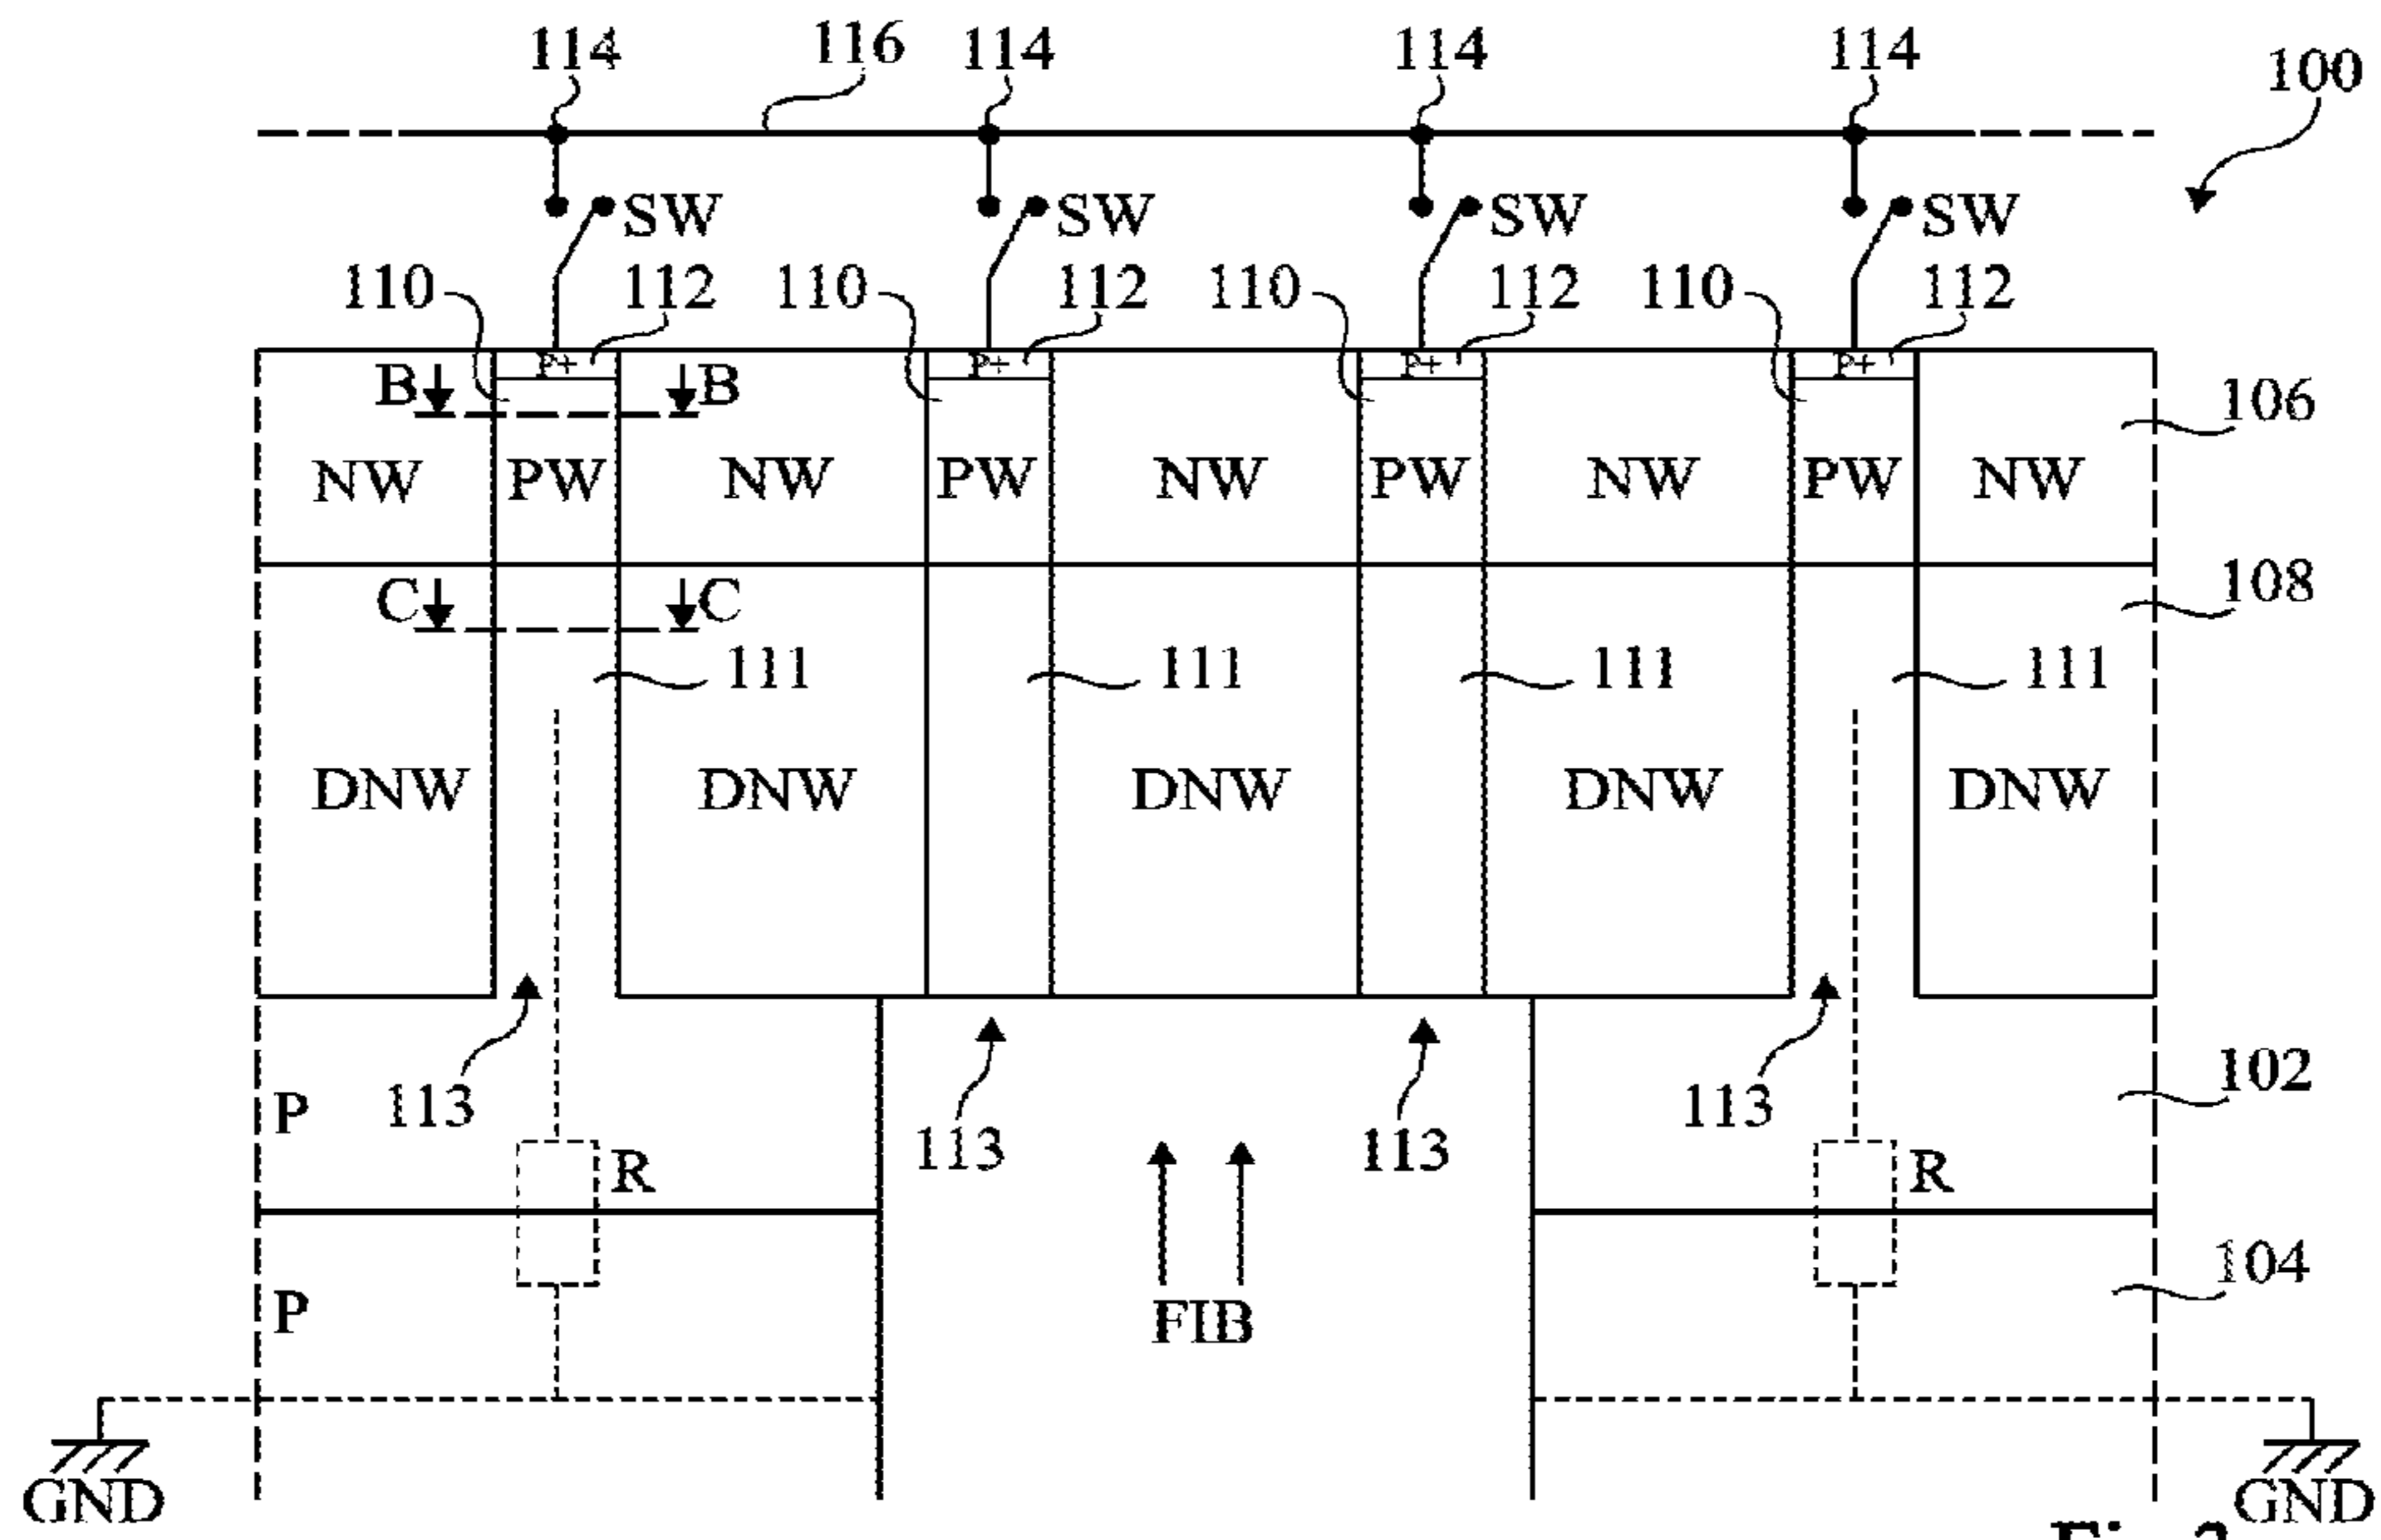 114 116 114 114 114
100
SW SW SW SW
110 112 110 112 110 112 110 112
P+ P+ P+ P+
B B
106
NW PW NW PW NW PW NW PW NW
108
C C
111 111 111 111
DNW DNW DNW DNW DNW
102
P 113 113 113 113
R R
104
P FIB
GND GND